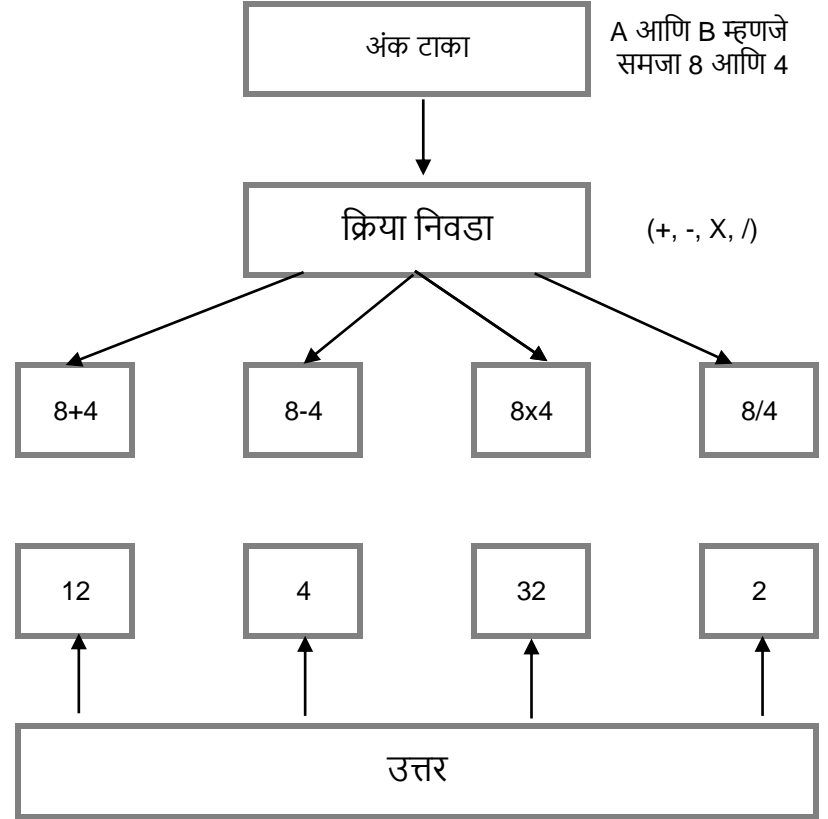 अंक टाका
A आणि B म्हणजे
समजा 8 आणि 4
क्रिया निवडा
(+, -, X, /)
8+4
8-4
8x4
8/4
12
4
32
2
उत्तर